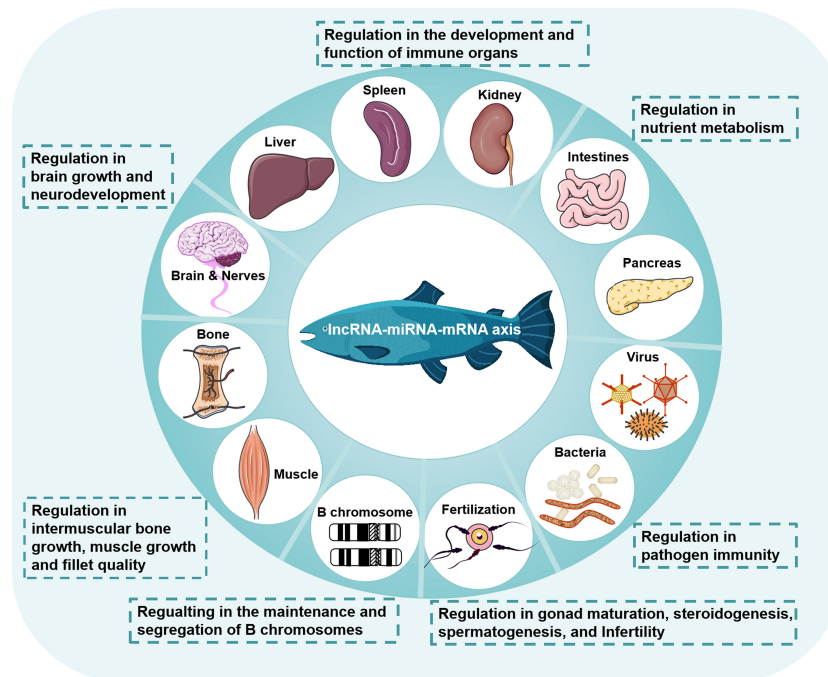 Regulation in the development and
function of immune organs
Spleen
Kidney
Regulation in
nutrient metabolism
Liver
Intestines
Regulation in
brain growth and
neurodevelopment
Brain & Nerves
Pancreas
lncRNA-miRNA-mRNA axis
Bone
Virus
Muscle
Bacteria
B chromosome
Fertilization
Regulation in
intermuscular bone
growth, muscle growth
and fillet quality
Regulation in
pathogen immunity
Regualting in the maintenance and
segregation of B chromosomes
Regulation in gonad maturation, steroidogenesis,
spermatogenesis, and Infertility